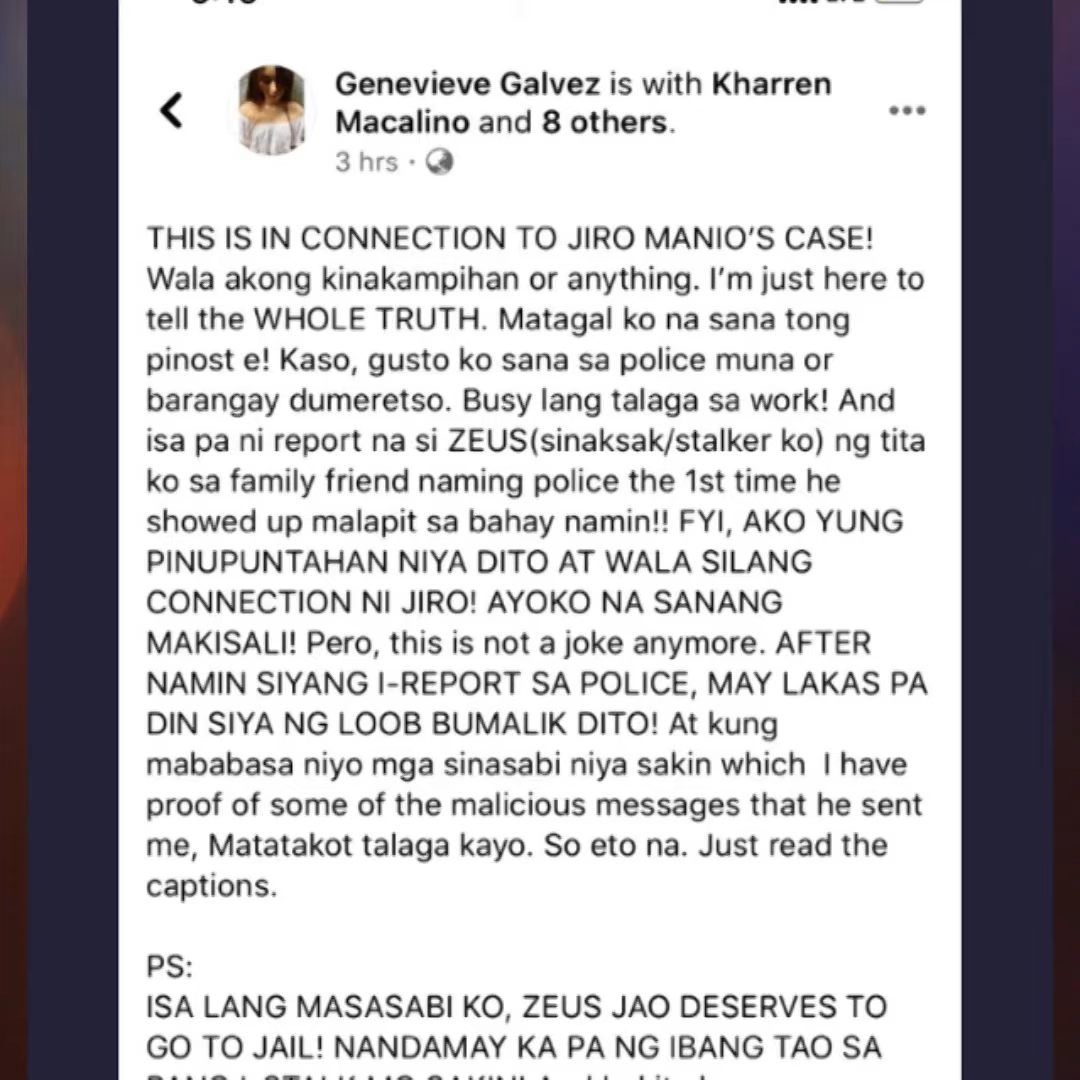 Genevieve Galvez is with Kharren
Macalino and 8 others.
3 hrs ·
THIS IS IN CONNECTION TO JIRO MANIO’S CASE!
Wala akong kinakampihan or anything. I’m just here to
tell the WHOLE TRUTH. Matagal ko na sana tong
pinost e! Kaso, gusto ko sana sa police muna or
barangay dumeretso. Busy lang talaga sa work! And
isa pa ni report na si ZEUS(sinaksak/stalker ko) ng tita
ko sa family friend naming police the 1st time he
showed up malapit sa bahay namin!! FYI, AKO YUNG
PINUPUNTAHAN NIYA DITO AT WALA SILANG
CONNECTION NI JIRO! AYOKO NA SANANG
MAKISALI! Pero, this is not a joke anymore. AFTER
NAMIN SIYANG I-REPORT SA POLICE, MAY LAKAS PA
DIN SIYA NG LOOB BUMALIK DITO! At kung
mababasa niyo mga sinasabi niya sakin which I have
proof of some of the malicious messages that he sent
me, Matatakot talaga kayo. So eto na. Just read the
captions.
PS:
ISA LANG MASASABI KO, ZEUS JAO DESERVES TO
GO TO JAIL! NANDAMAY KA PA NG IBANG TAO SA